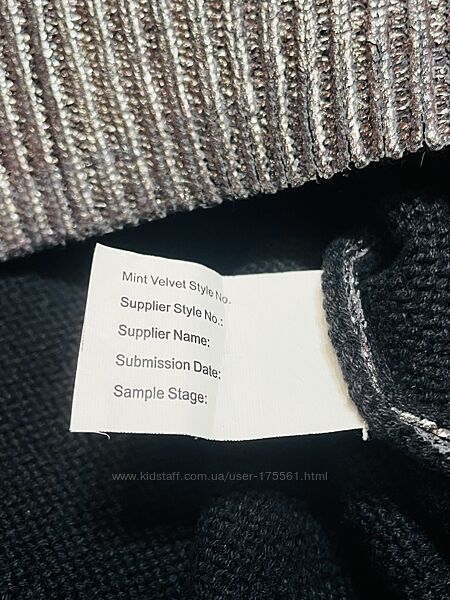 Mint Velvet Style No.
Supplier Style No.:
Supplier Name:
Submission Date:
Sample Stage:
www.kidstaff.com.ua/user-175561.html